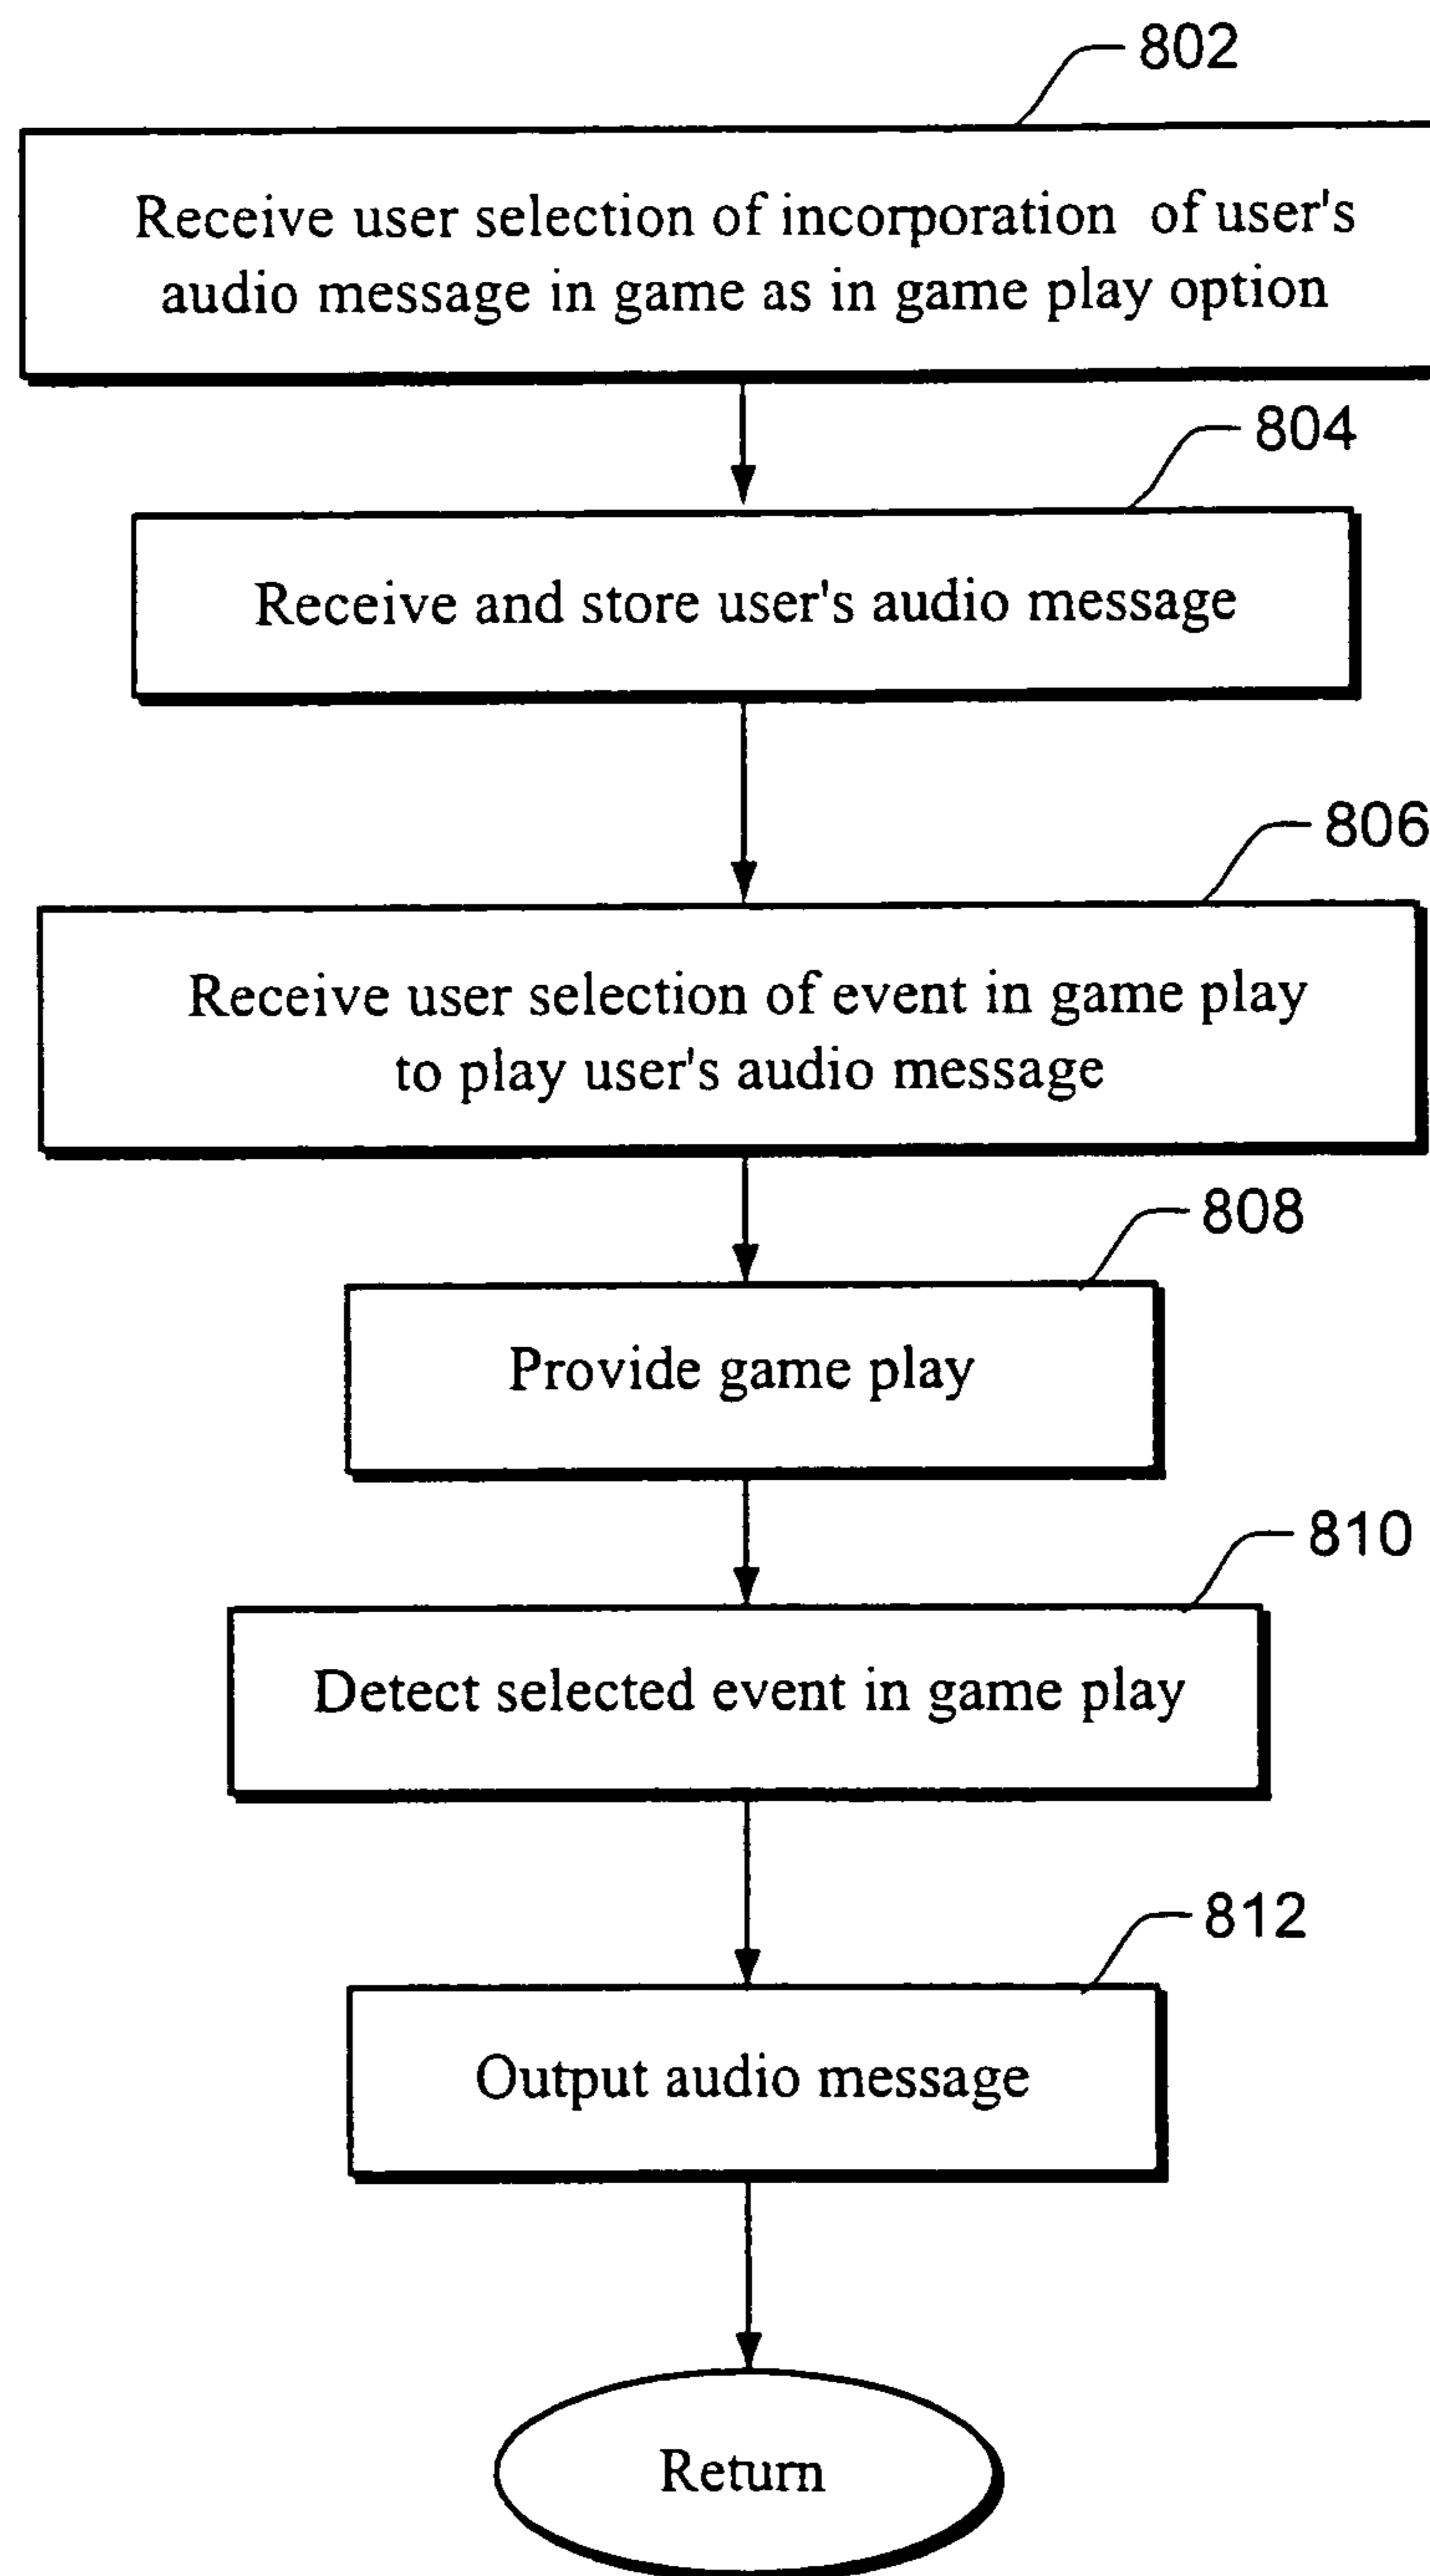 802
Receive user selection of incorporation of user's
audio message in game as in game play option
804
Receive and store user's audio message
806
Receive user selection of event in game play
to play user's audio message
808
Provide game play
810
Detect selected event in game play
812
Output audio message
Return